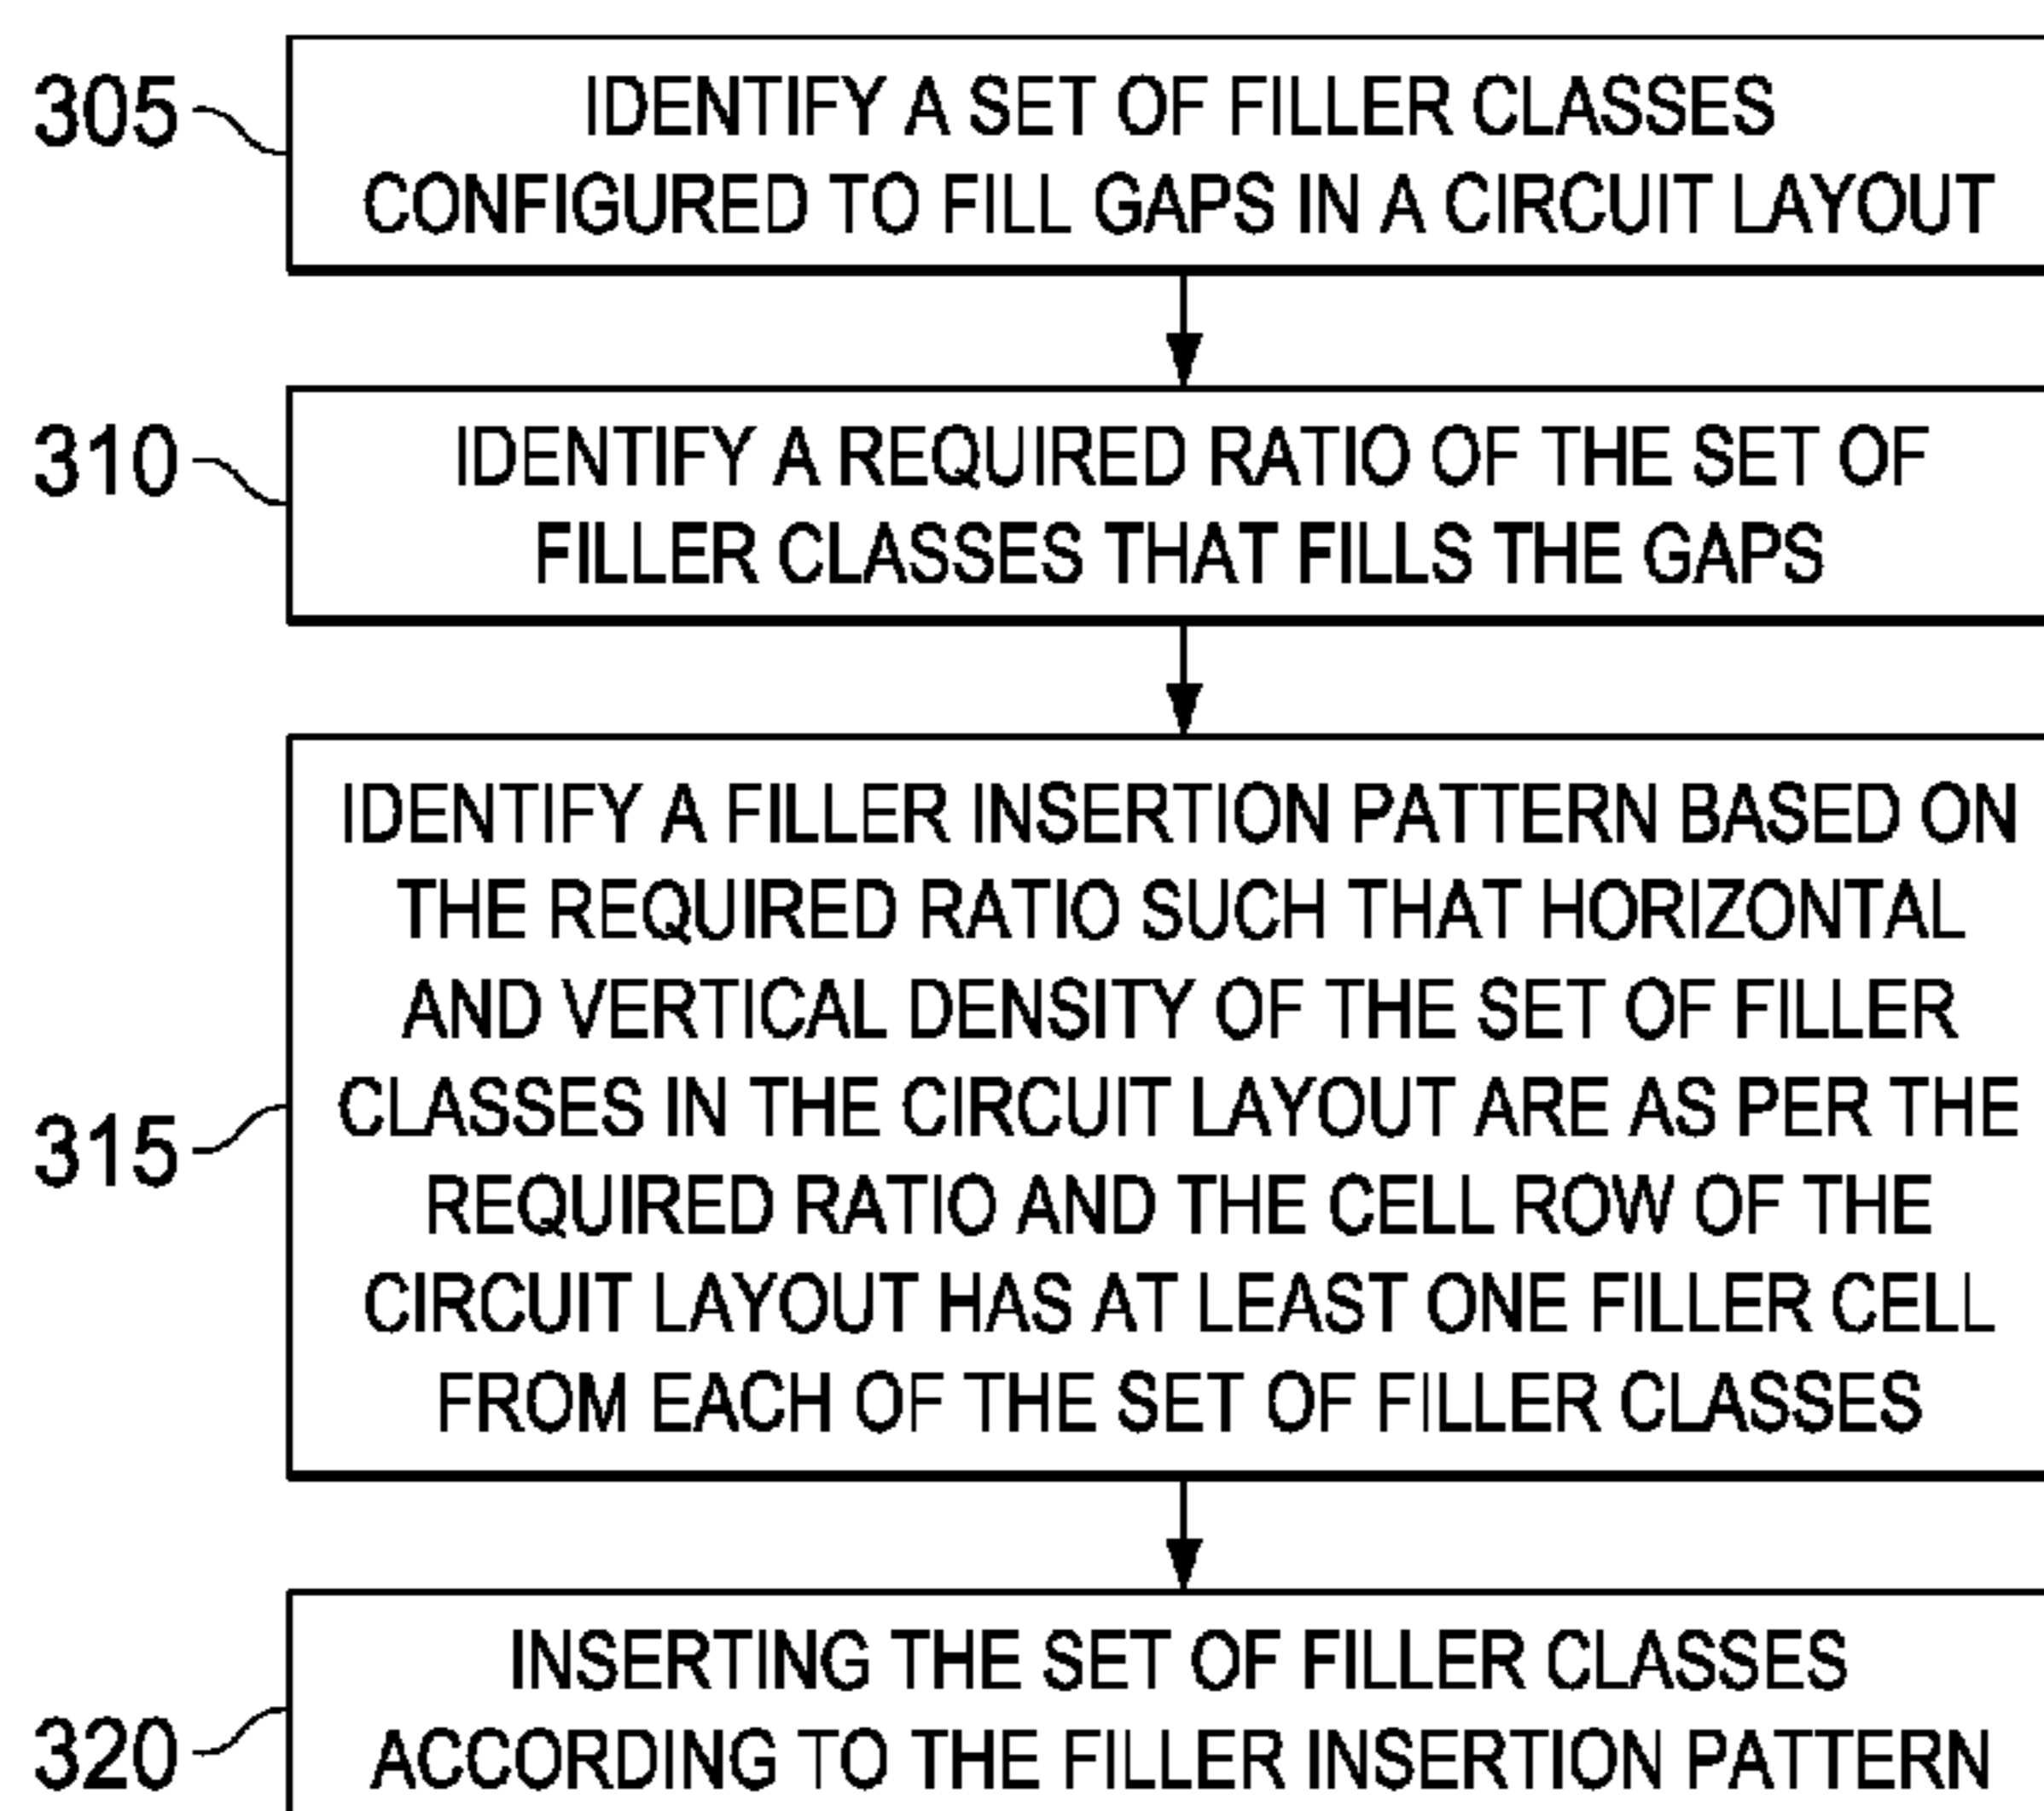 305
IDENTIFY A SET OF FILLER CLASSES
CONFIGURED TO FILL GAPS IN A CIRCUIT LAYOUT
310
IDENTIFY A REQUIRED RATIO OF THE SET OF
FILLER CLASSES THAT FILLS THE GAPS
315
IDENTIFY A FILLER INSERTION PATTERN BASED ON
THE REQUIRED RATIO SUCH THAT HORIZONTAL
AND VERTICAL DENSITY OF THE SET OF FILLER
CLASSES IN THE CIRCUIT LAYOUT ARE AS PER THE
REQUIRED RATIO AND THE CELL ROW OF THE
CIRCUIT LAYOUT HAS AT LEAST ONE FILLER CELL
FROM EACH OF THE SET OF FILLER CLASSES
320
INSERTING THE SET OF FILLER CLASSES
ACCORDING TO THE FILLER INSERTION PATTERN